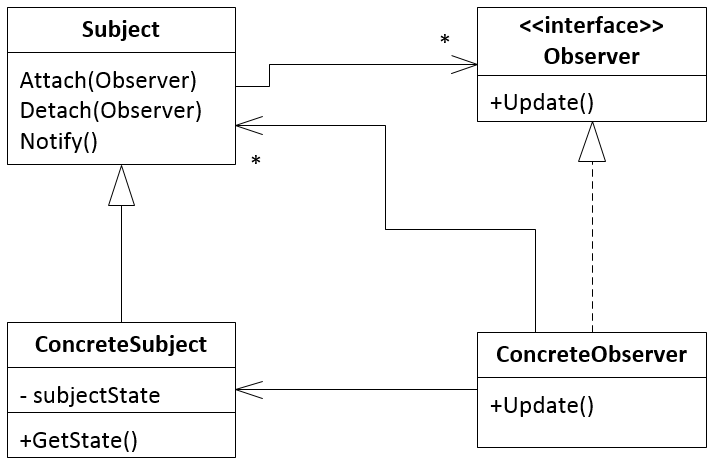 Subject
Attach(Observer)
Detach(Observer)
Notify()
*
<<interface>>
Observer
+Update()
*
ConcreteSubject
- subjectState
+GetState()
ConcreteObserver
+Update()